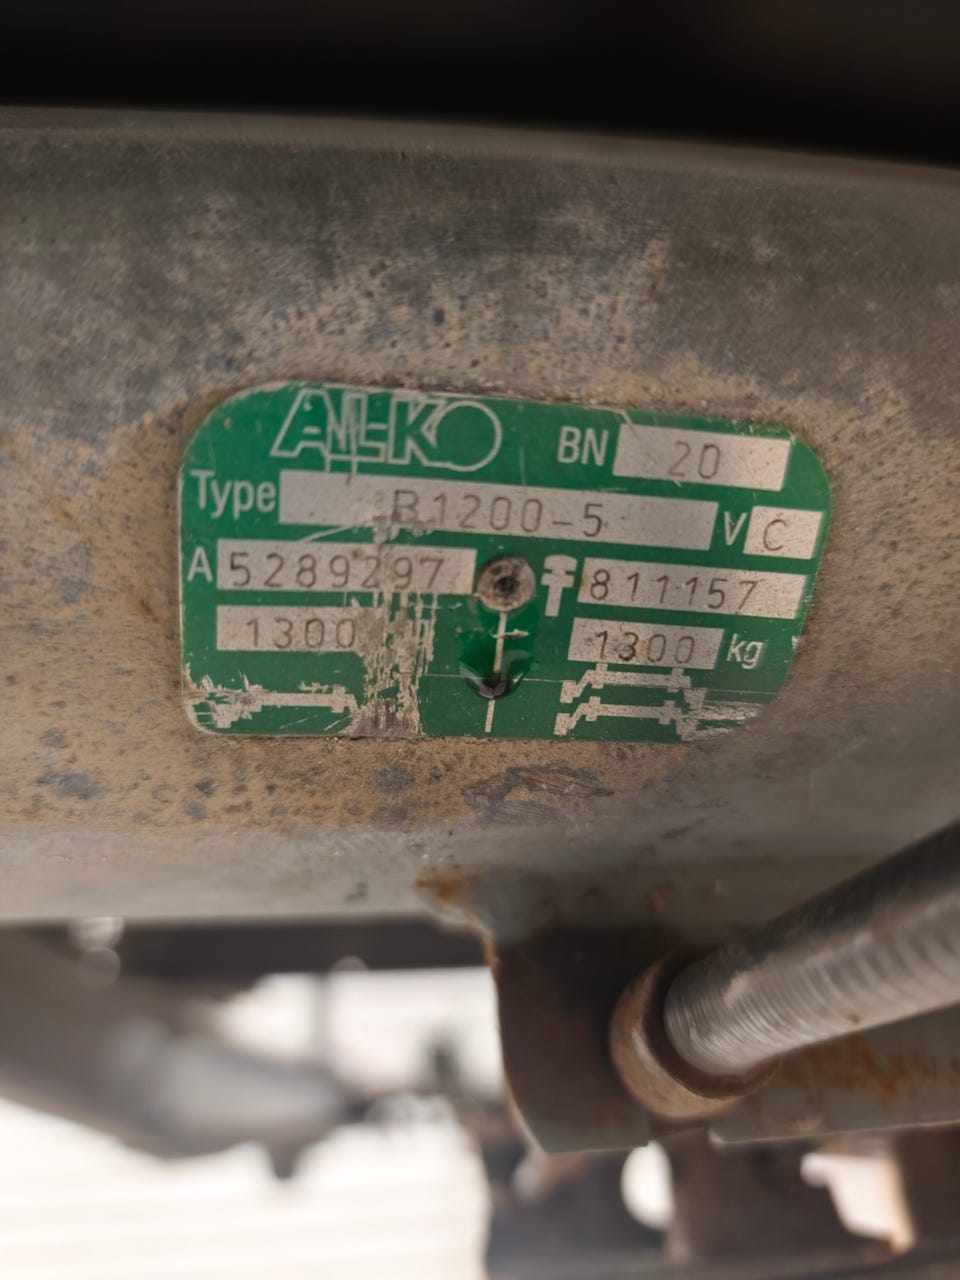 AL-KO BN 20
Type B1200-5 V C
A 5289297 811157
1300 1300 kg